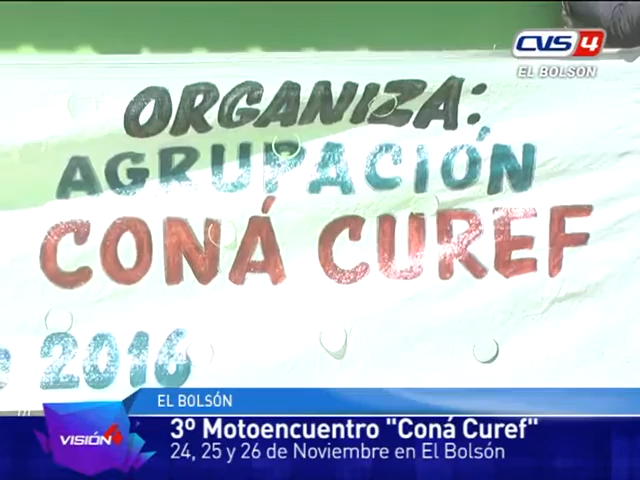 CVS 4
EL BOLSÓN
ORGANIZA:
AGRUPACIÓN
CONÁ CUREF
2016
EL BOLSÓN
VISIÓN 4
3º Motoencuentro "Coná Curef"
24, 25 y 26 de Noviembre en El Bolsón